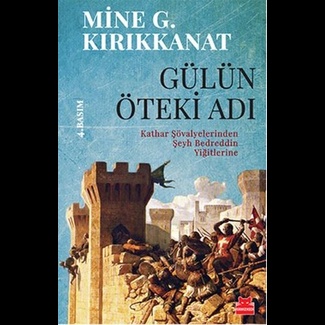 MİNE G.
KIRIKKANAT
GÜLÜN
ÖTEKİ ADI
4. BASIM
Kathar Şövalyelerinden
Şeyh Bedreddin
Yiğitlerine